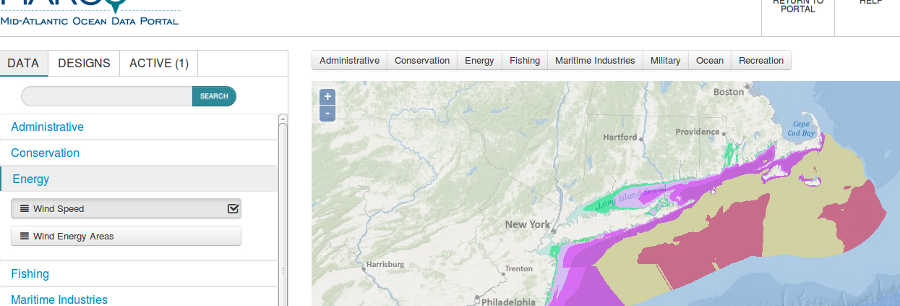 MARCO
MID-ATLANTIC OCEAN DATA PORTAL
RETURN TO
PORTAL
HELP
DATA
DESIGNS
ACTIVE (1)
SEARCH
Administrative
Conservation
Energy
Wind Speed
Wind Energy Areas
Fishing
Maritime Industries
Administrative
Conservation
Energy
Fishing
Maritime Industries
Military
Ocean
Recreation
+
-
Boston
Cape
Cod Bay
Hartford
Providence
Long Island Sound
New York
Harrisburg
Trenton
Philadelphia